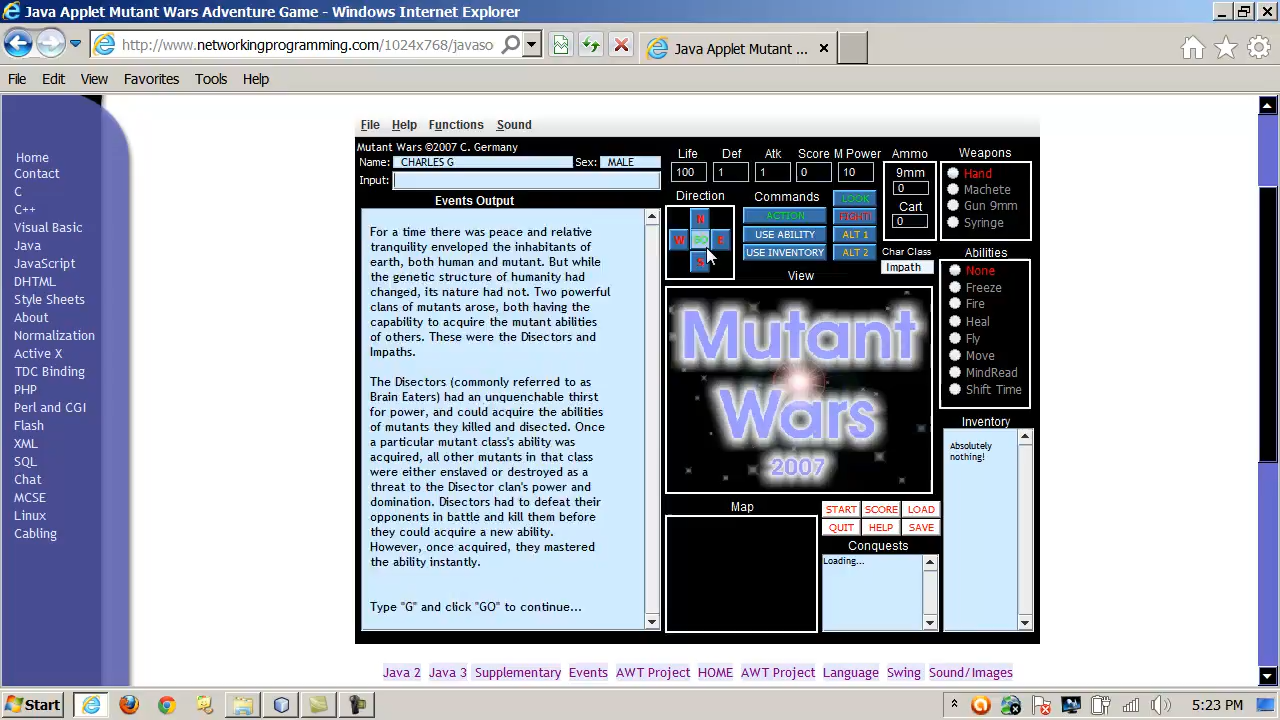 Java Applet Mutant Wars Adventure Game - Windows Internet Explorer
http://www.networkingprogramming.com/1024x768/javaso
Java Applet Mutant ...
File Edit View Favorites Tools Help
Home
Contact
C
C++
Visual Basic
Java
JavaScript
DHTML
Style Sheets
About
Normalization
Active X
TDC Binding
PHP
Perl and CGI
Flash
XML
SQL
Chat
MCSE
Linux
Cabling
File Help Functions Sound
Mutant Wars ©2007 C. Germany
Name: CHARLES G Sex: MALE
Input:
Events Output
For a time there was peace and relative
tranquility enveloped the inhabitants of
earth, both human and mutant. But while
the genetic structure of humanity had
changed, its nature had not. Two powerful
clans of mutants arose, both having the
capability to acquire the mutant abilities
of others. These were the Disectors and
Impaths.
The Disectors (commonly referred to as
Brain Eaters) had an unquenchable thirst
for power, and could acquire the abilities
of mutants they killed and disected. Once
a particular mutant class's ability was
acquired, all other mutants in that class
were either enslaved or destroyed as a
threat to the Disector clan's power and
domination. Disectors had to defeat their
opponents in battle and kill them before
they could acquire a new ability.
However, once acquired, they mastered
the ability instantly.
Type "G" and click "GO" to continue...
Life Def Atk Score M Power
100 1 1 0 10
Direction
N
W GO E
S
Commands
ACTION
USE ABILITY
USE INVENTORY
LOOK
FIGHT!
ALT 1
ALT 2
Ammo
9mm
0
Cart
0
Char Class
Impath
Weapons
Hand
Machete
Gun 9mm
Syringe
Abilities
None
Freeze
Fire
Heal
Fly
Move
MindRead
Shift Time
View
Mutant
Wars
2007
Inventory
Absolutely
nothing!
Map
START SCORE LOAD
QUIT HELP SAVE
Conquests
Loading...
Java 2 Java 3 Supplementary Events AWT Project HOME AWT Project Language Swing Sound/Images
Start
5:23 PM